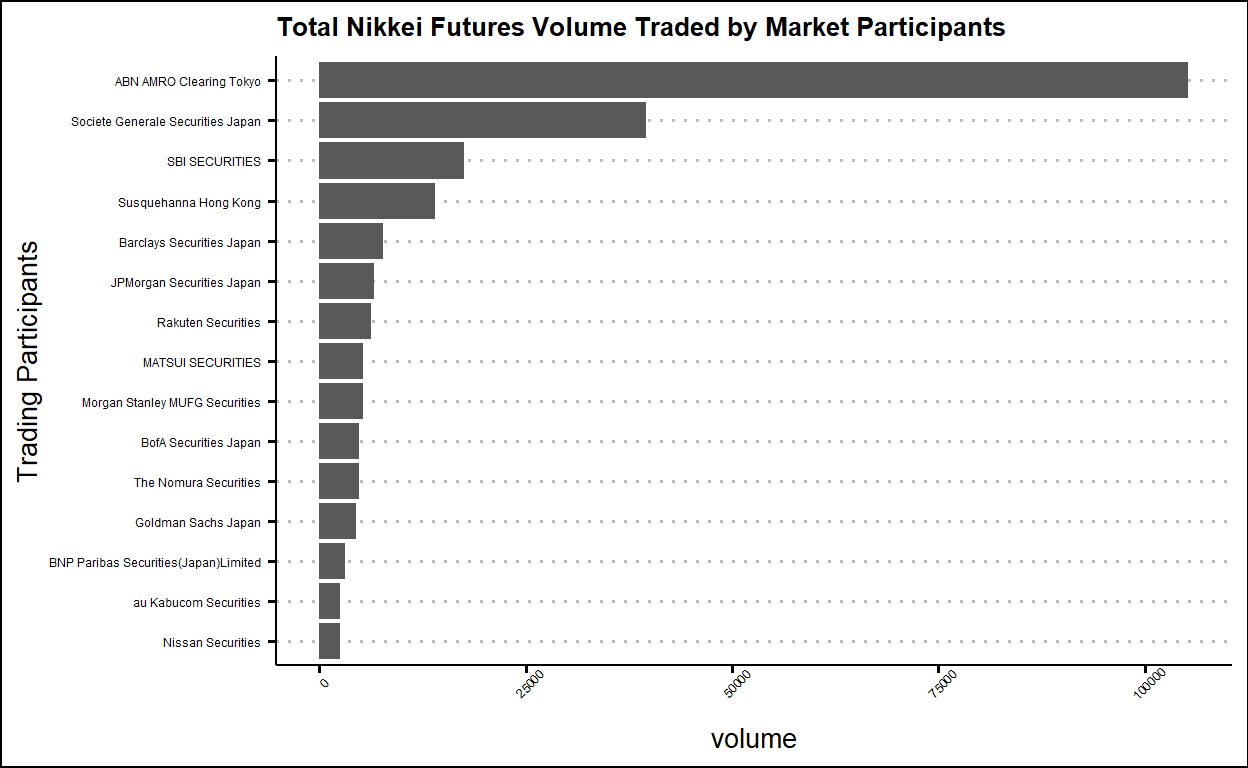 Total Nikkei Futures Volume Traded by Market Participants
Trading Participants
ABN AMRO Clearing Tokyo
Societe Generale Securities Japan
SBI SECURITIES
Susquehanna Hong Kong
Barclays Securities Japan
JPMorgan Securities Japan
Rakuten Securities
MATSUI SECURITIES
Morgan Stanley MUFG Securities
BofA Securities Japan
The Nomura Securities
Goldman Sachs Japan
BNP Paribas Securities(Japan)Limited
au Kabucom Securities
Nissan Securities
0
25000
50000
75000
100000
volume